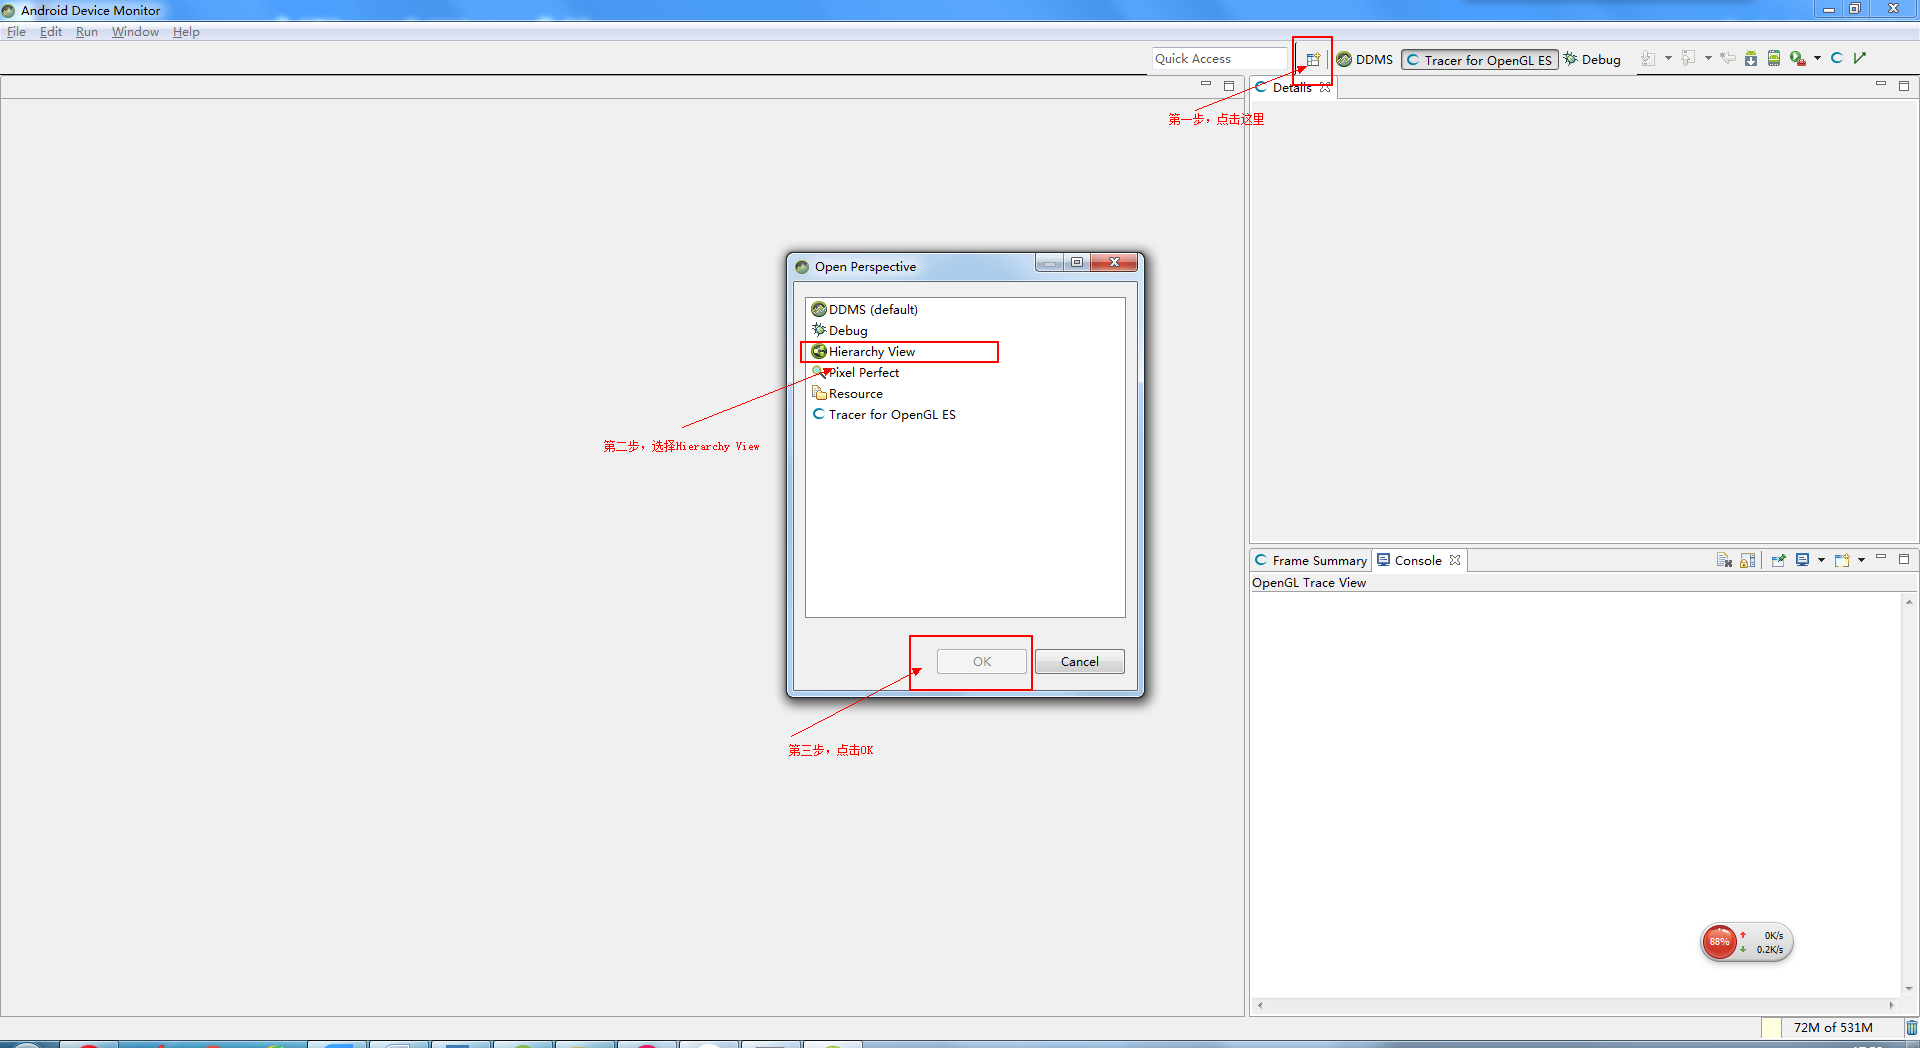 Android Device Monitor
File Edit Run Window Help
Quick Access
DDMS
Tracer for OpenGL ES
Debug
Details
第一步，点击这里
Open Perspective
DDMS (default)
Debug
Hierarchy View
Pixel Perfect
Resource
Tracer for OpenGL ES
第二步，选择Hierarchy View
OK
Cancel
第三步，点击OK
Frame Summary
Console
OpenGL Trace View
88%
0K/s
0.2K/s
72M of 531M